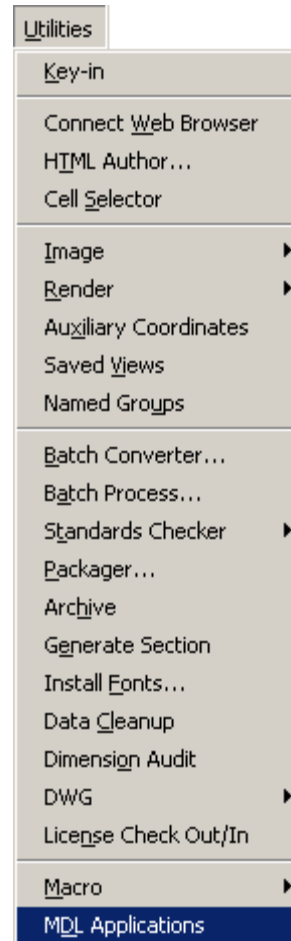 Utilities
Key-in
Connect Web Browser
HTML Author...
Cell Selector
Image
Render
Auxiliary Coordinates
Saved Views
Named Groups
Batch Converter...
Batch Process...
Standards Checker
Packager...
Archive
Generate Section
Install Fonts...
Data Cleanup
Dimension Audit
DWG
License Check Out/In
Macro
MDL Applications